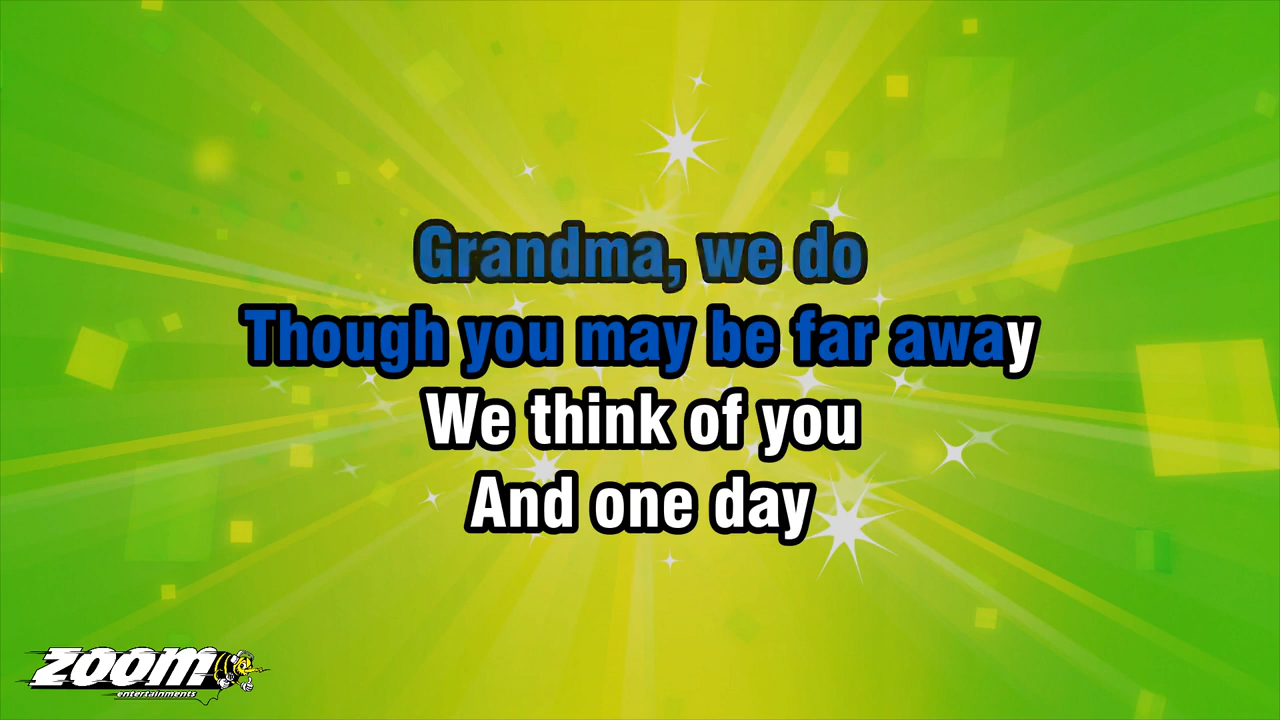 Grandma, we do
Though you may be far away
We think of you
And one day
ZOOM
entertainments